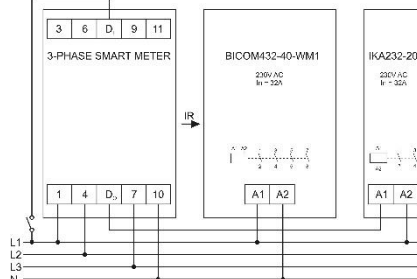 3 6 D, 9 11
3-PHASE SMART METER
BICOM432-40-WM1
IKA232-20
230V AC
In = 32A
230V AC
In = 32A
IR
1 4 D₀ 7 10
A1 A2
A1 A2
L1
L2
L3
N